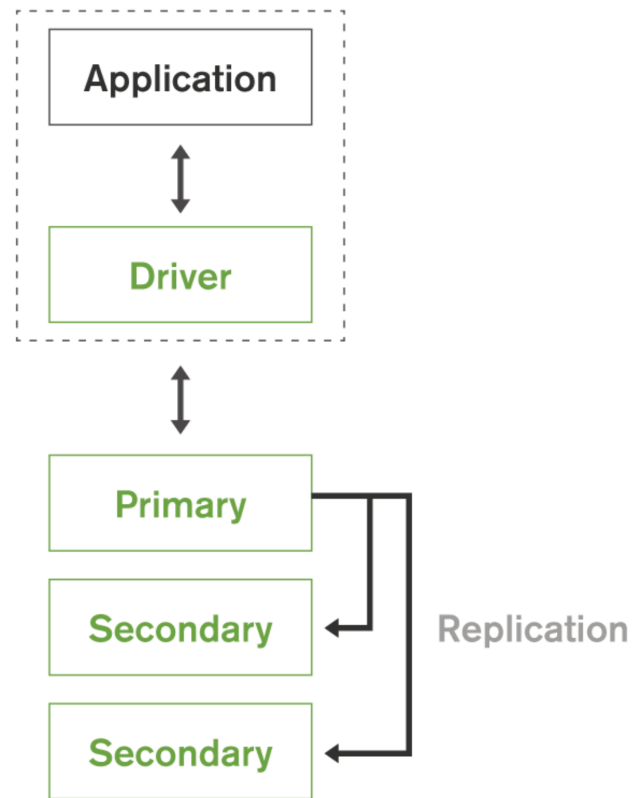 Application
Driver
Primary
Secondary
Replication
Secondary